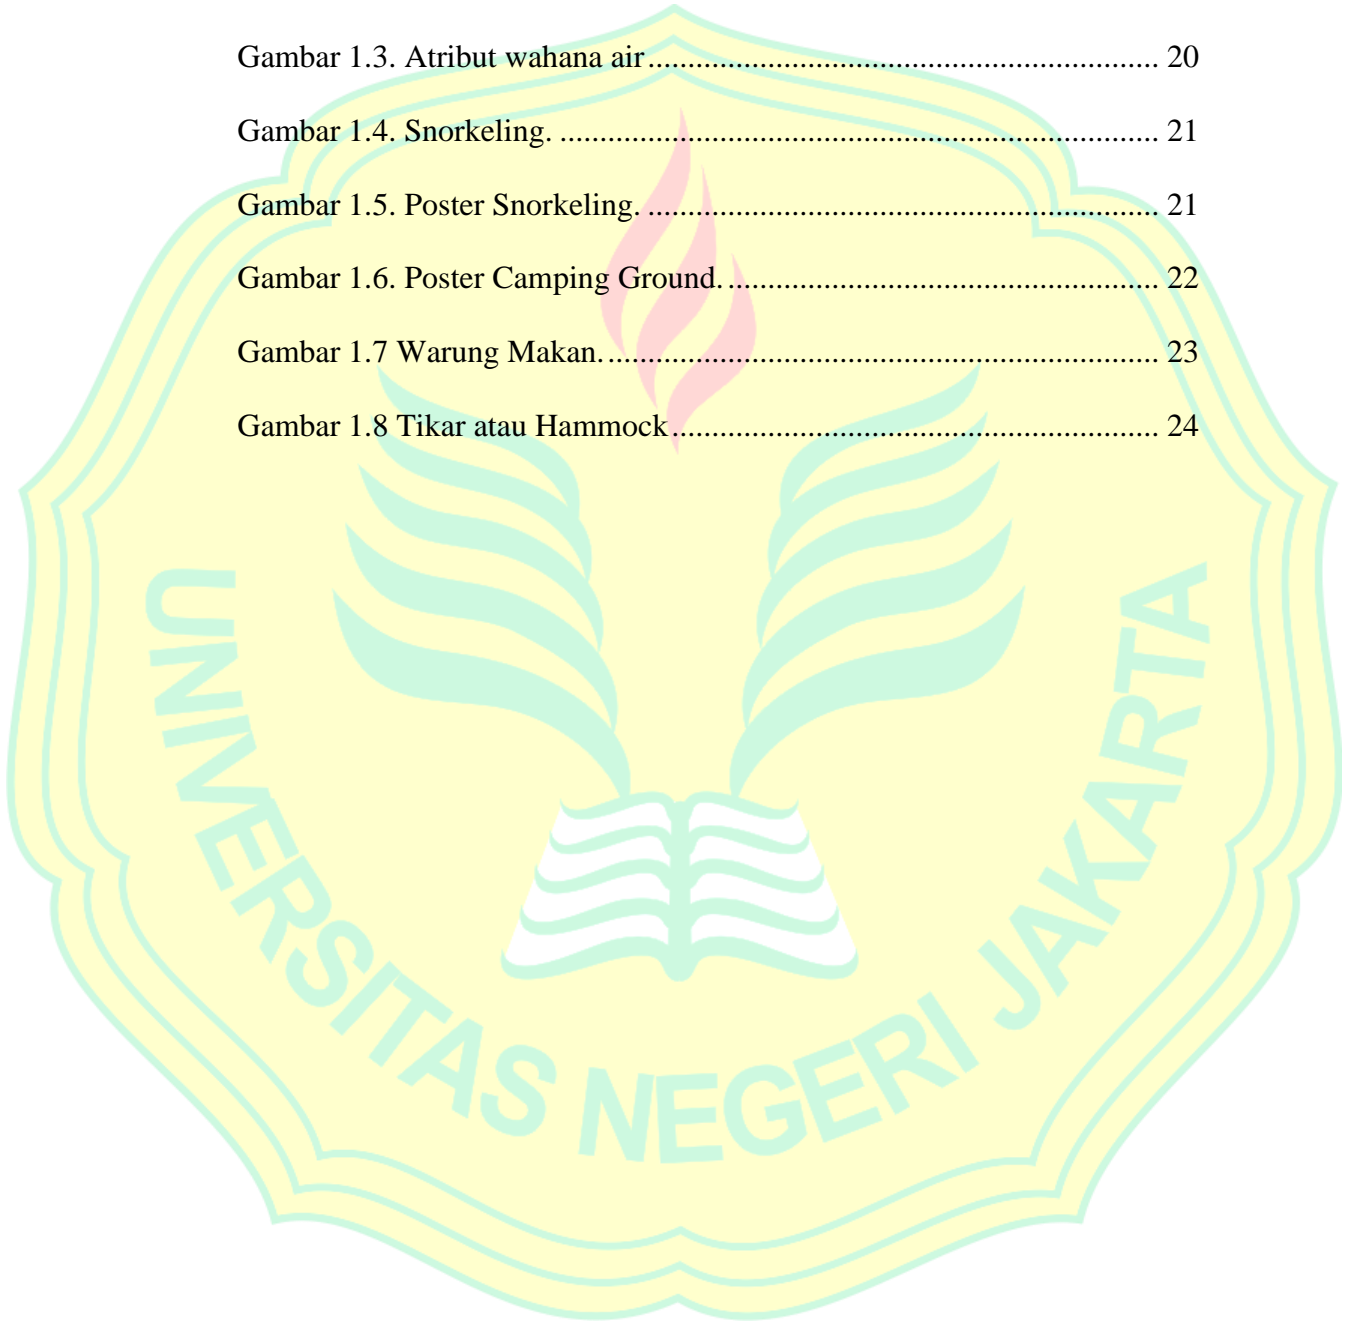 Gambar 1.3. Atribut wahana air................................................................ 20
Gambar 1.4. Snorkeling. ........................................................................... 21
Gambar 1.5. Poster Snorkeling. ................................................................ 21
Gambar 1.6. Poster Camping Ground. ...................................................... 22
Gambar 1.7 Warung Makan. ..................................................................... 23
Gambar 1.8 Tikar atau Hammock............................................................. 24
UNIVERSITAS NEGERI JAKARTA